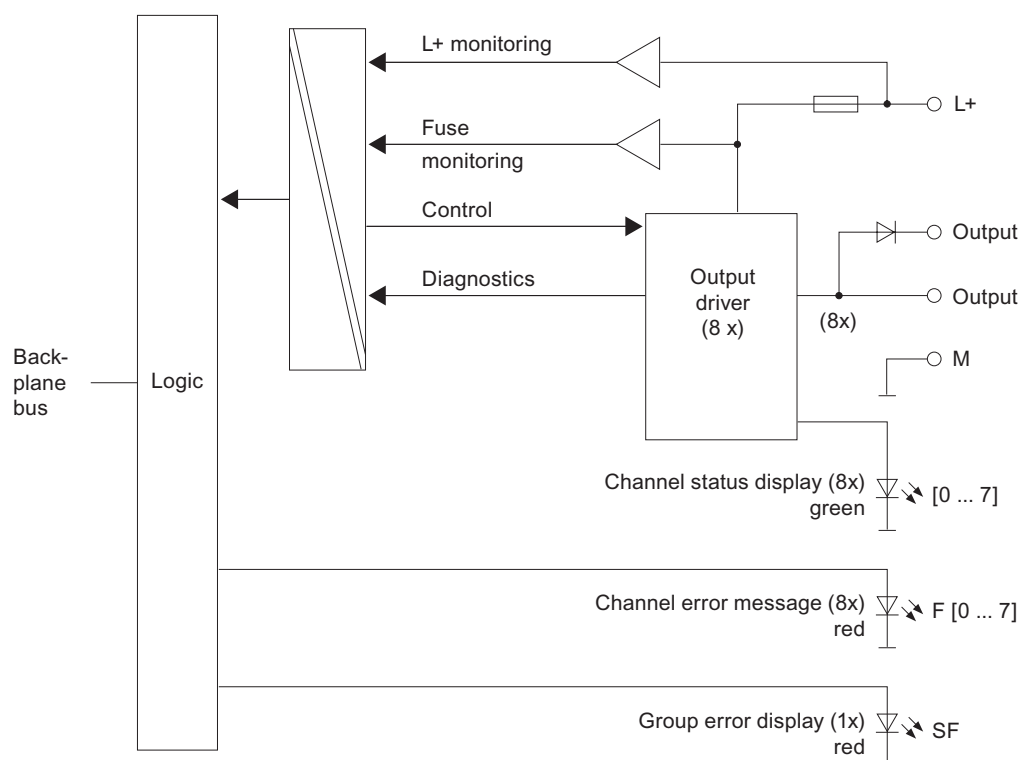 L+ monitoring
L+
Fuse
monitoring
Control
Output
Diagnostics
Output
driver
(8 x)
Output
(8x)
M
Back-
plane
bus
Logic
Channel status display (8x)
green
[0 ... 7]
Channel error message (8x)
red
F [0 ... 7]
Group error display (1x)
red
SF